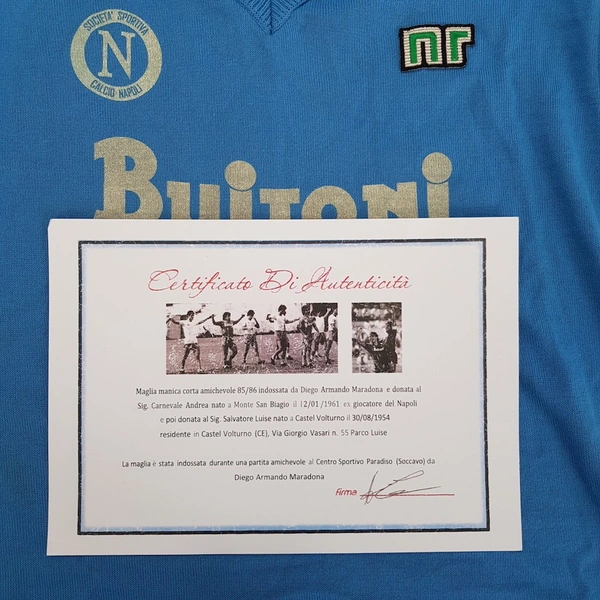 SOCIETA' SPORTIVA
N
CALCIO NAPOLI
nr
Buitoni
Certificato Di Autenticità
Maglia manica corta amichevole 85/86 indossata da Diego Armando Maradona e donata al
Sig. Carnevale Andrea nato a Monte San Biagio il 12/01/1961 ex giocatore del Napoli
e poi donata al Sig. Salvatore Luise nato a Castel Volturno il 30/08/1954
residente in Castel Volturno (CE), Via Giorgio Vasari n. 55 Parco Luise
La maglia è stata indossata durante una partita amichevole al Centro Sportivo Paradiso (Soccavo) da
Diego Armando Maradona
Firma